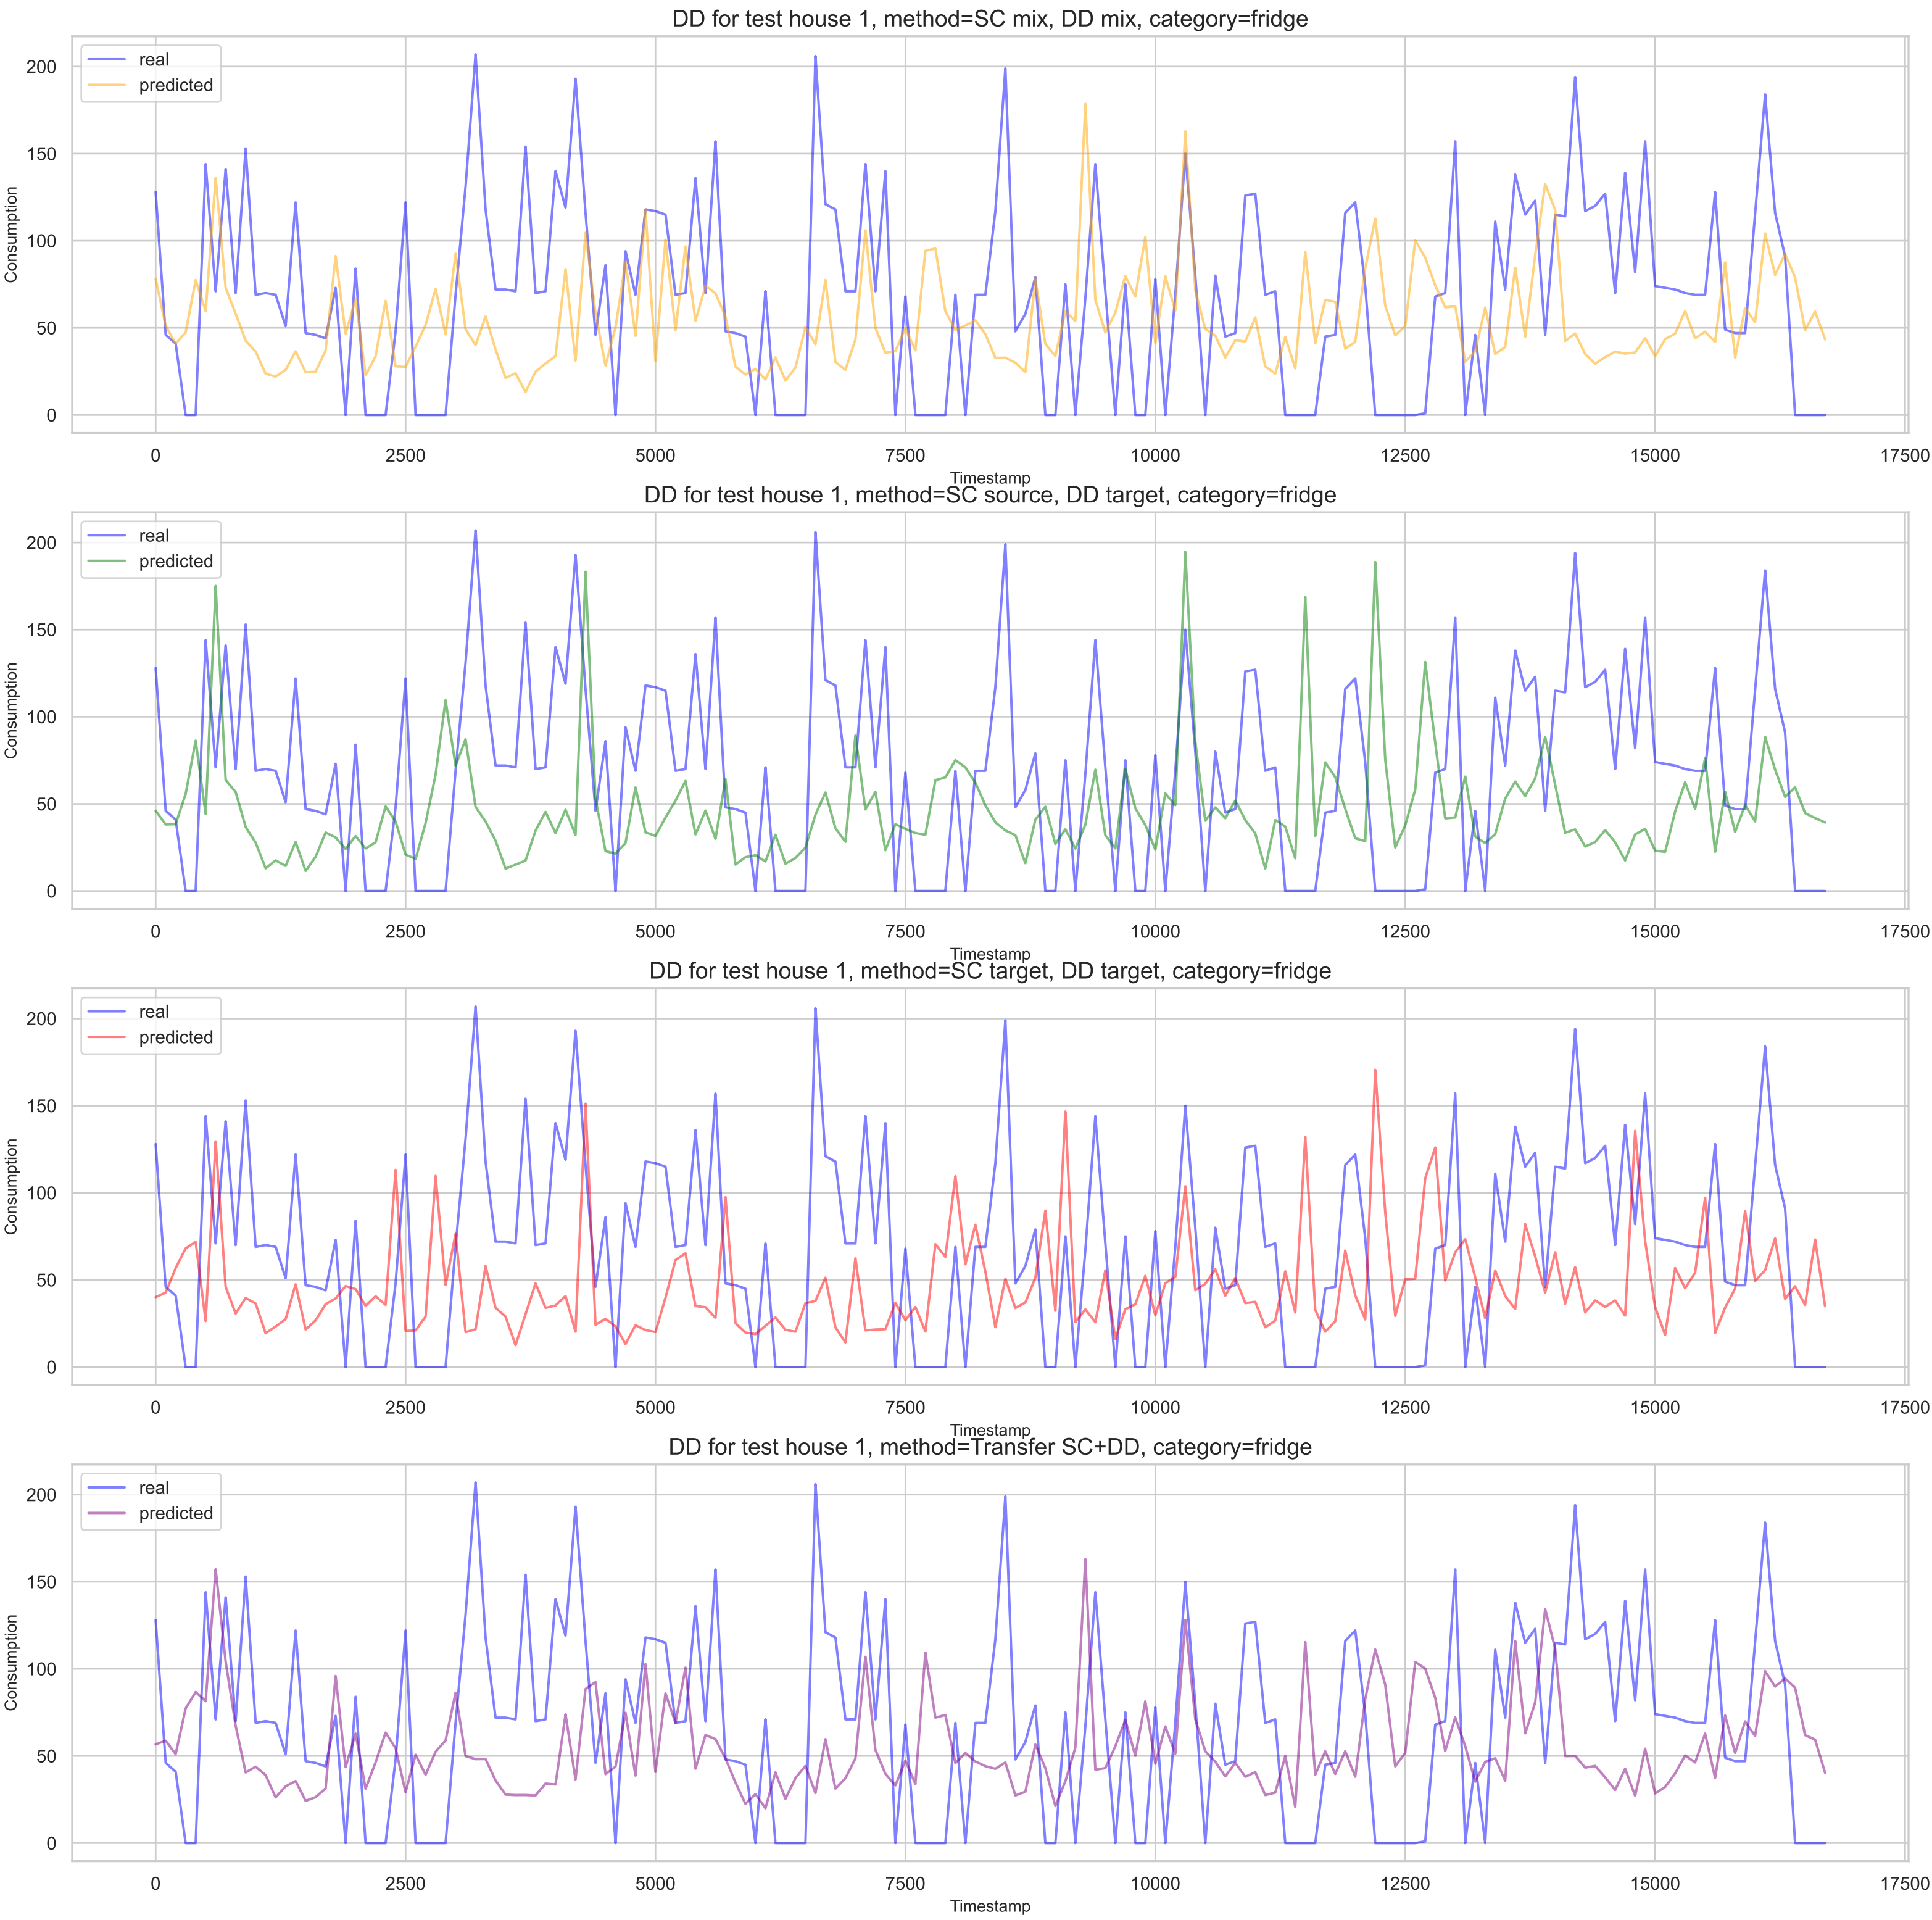 DD for test house 1, method=SC mix, DD mix, category=fridge
real
predicted
Consumption
200
150
100
50
0
0 2500 5000 7500 10000 12500 15000 17500
Timestamp
DD for test house 1, method=SC source, DD target, category=fridge
real
predicted
Consumption
200
150
100
50
0
0 2500 5000 7500 10000 12500 15000 17500
Timestamp
DD for test house 1, method=SC target, DD target, category=fridge
real
predicted
Consumption
200
150
100
50
0
0 2500 5000 7500 10000 12500 15000 17500
Timestamp
DD for test house 1, method=Transfer SC+DD, category=fridge
real
predicted
Consumption
200
150
100
50
0
0 2500 5000 7500 10000 12500 15000 17500
Timestamp